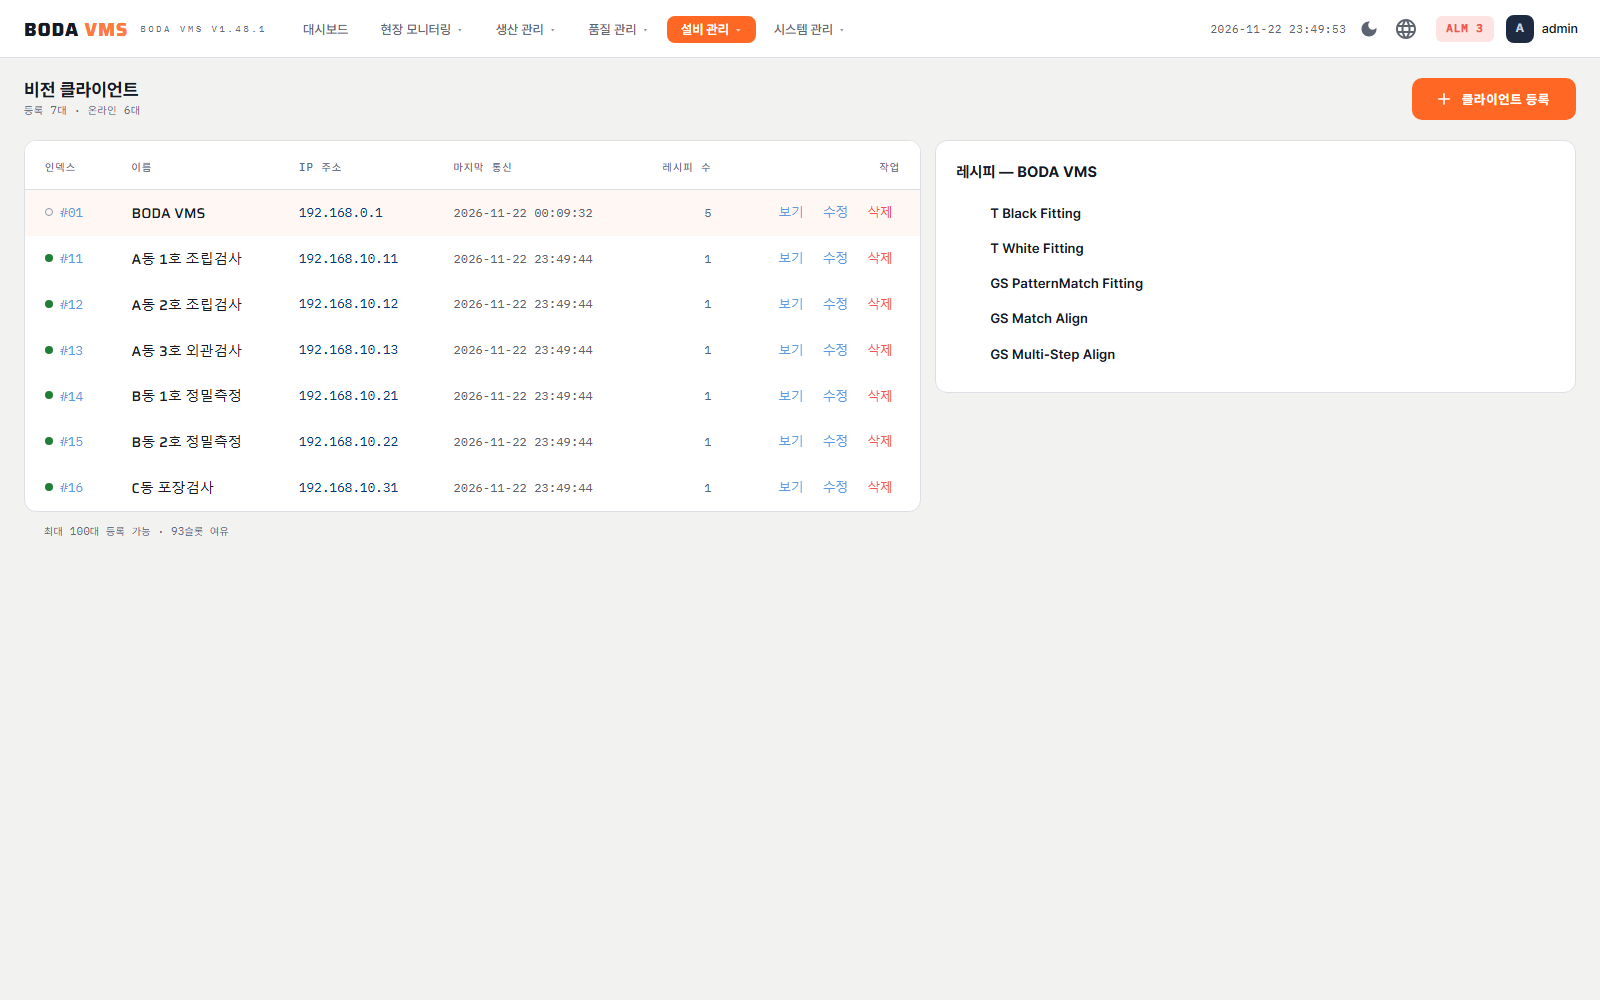 BODA VMS BODA VMS V1.48.1 대시보드 현장 모니터링 생산 관리 품질 관리 설비 관리 시스템 관리 2026-11-22 23:49:53 ALM 3 A admin
비전 클라이언트
등록 7대 · 온라인 6대
+ 클라이언트 등록
인덱스 이름 IP 주소 마지막 통신 레시피 수 작업
#01 BODA VMS 192.168.0.1 2026-11-22 00:09:32 5 보기 수정 삭제
#11 A동 1호 조립검사 192.168.10.11 2026-11-22 23:49:44 1 보기 수정 삭제
#12 A동 2호 조립검사 192.168.10.12 2026-11-22 23:49:44 1 보기 수정 삭제
#13 A동 3호 외관검사 192.168.10.13 2026-11-22 23:49:44 1 보기 수정 삭제
#14 B동 1호 정밀측정 192.168.10.21 2026-11-22 23:49:44 1 보기 수정 삭제
#15 B동 2호 정밀측정 192.168.10.22 2026-11-22 23:49:44 1 보기 수정 삭제
#16 C동 포장검사 192.168.10.31 2026-11-22 23:49:44 1 보기 수정 삭제
최대 100대 등록 가능 · 93슬롯 여유
레시피 — BODA VMS
T Black Fitting
T White Fitting
GS PatternMatch Fitting
GS Match Align
GS Multi-Step Align